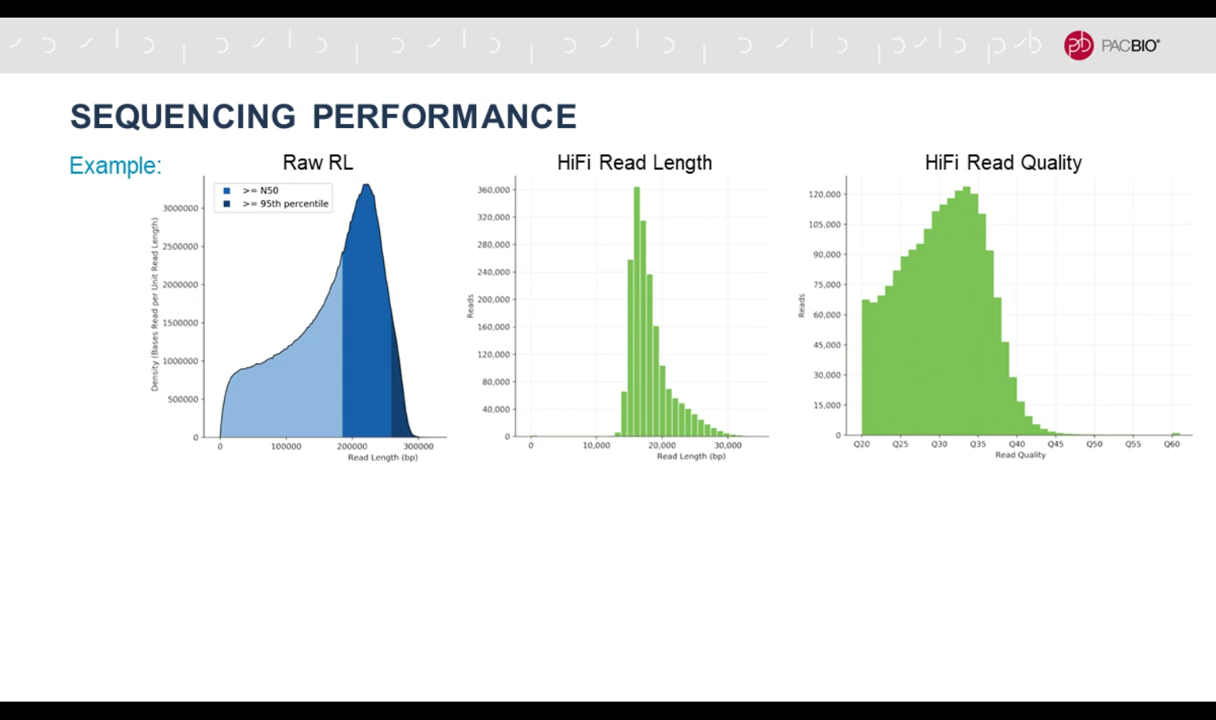 PACBIO®
SEQUENCING PERFORMANCE
Example:
Raw RL
>= N50
>= 95th percentile
Density (Bases Read per Unit Read Length)
3000000
2500000
2000000
1500000
1000000
500000
0
0 100000 200000 300000
Read Length (bp)
HiFi Read Length
Reads
360,000
320,000
280,000
240,000
200,000
160,000
120,000
80,000
40,000
0
0 10,000 20,000 30,000
Read Length (bp)
HiFi Read Quality
Reads
120,000
105,000
90,000
75,000
60,000
45,000
30,000
15,000
0
Q20 Q25 Q30 Q35 Q40 Q45 Q50 Q55 Q60
Read Quality